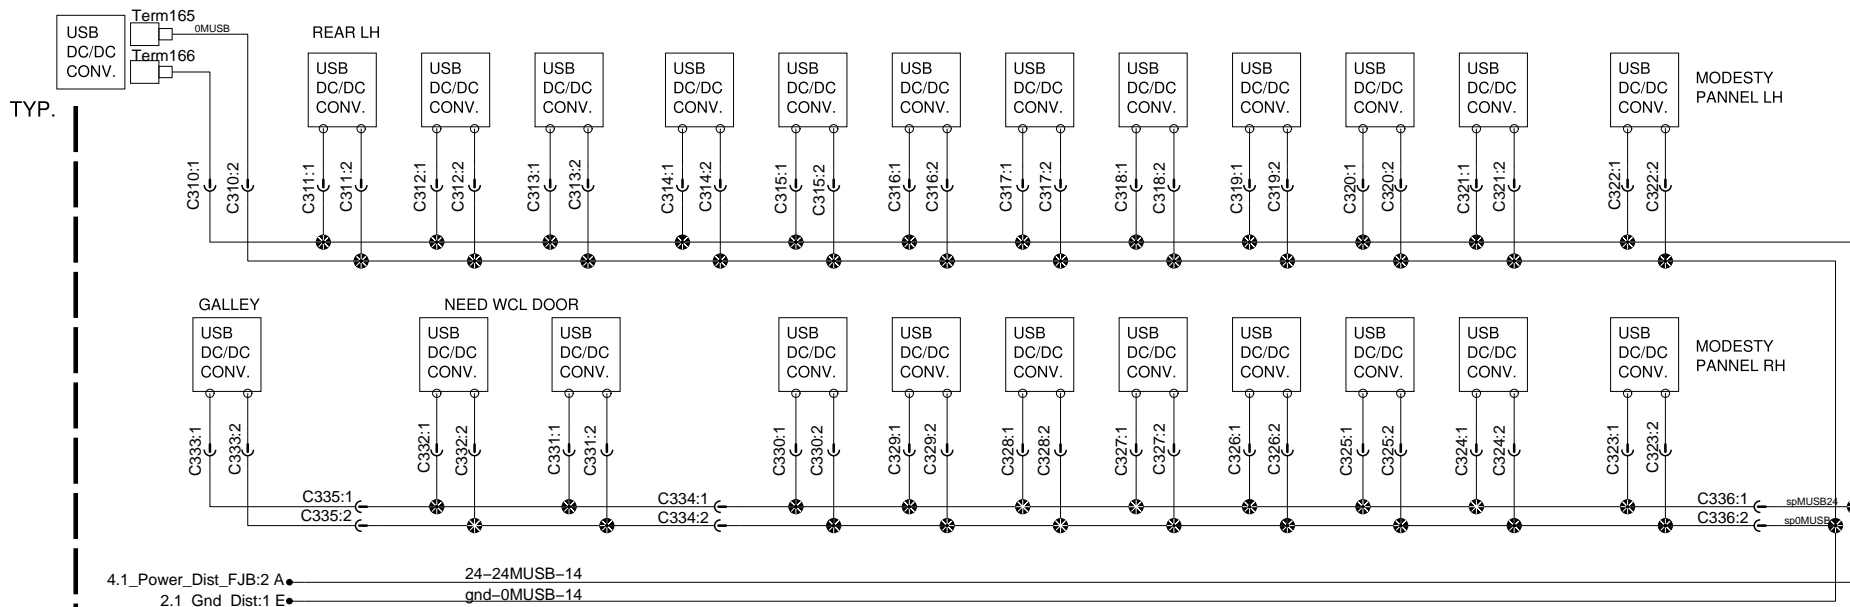 Term165
USB
DC/DC
CONV.
0MUSB
Term166
TYP.
REAR LH
USB
DC/DC
CONV.
USB
DC/DC
CONV.
USB
DC/DC
CONV.
USB
DC/DC
CONV.
USB
DC/DC
CONV.
USB
DC/DC
CONV.
USB
DC/DC
CONV.
USB
DC/DC
CONV.
USB
DC/DC
CONV.
USB
DC/DC
CONV.
USB
DC/DC
CONV.
USB
DC/DC
CONV.
MODESTY
PANNEL LH
C310:1
C310:2
C311:1
C311:2
C312:1
C312:2
C313:1
C313:2
C314:1
C314:2
C315:1
C315:2
C316:1
C316:2
C317:1
C317:2
C318:1
C318:2
C319:1
C319:2
C320:1
C320:2
C321:1
C321:2
C322:1
C322:2
GALLEY
NEED WCL DOOR
USB
DC/DC
CONV.
USB
DC/DC
CONV.
USB
DC/DC
CONV.
USB
DC/DC
CONV.
USB
DC/DC
CONV.
USB
DC/DC
CONV.
USB
DC/DC
CONV.
USB
DC/DC
CONV.
USB
DC/DC
CONV.
USB
DC/DC
CONV.
USB
DC/DC
CONV.
MODESTY
PANNEL RH
C333:1
C333:2
C332:1
C332:2
C331:1
C331:2
C330:1
C330:2
C329:1
C329:2
C328:1
C328:2
C327:1
C327:2
C326:1
C326:2
C325:1
C325:2
C324:1
C324:2
C323:1
C323:2
C335:1
C335:2
C334:1
C334:2
C336:1
C336:2
spMUSB24
sp0MUSB
4.1_Power_Dist_FJB:2 A
24-24MUSB-14
2.1_Gnd_Dist:1 E
gnd-0MUSB-14